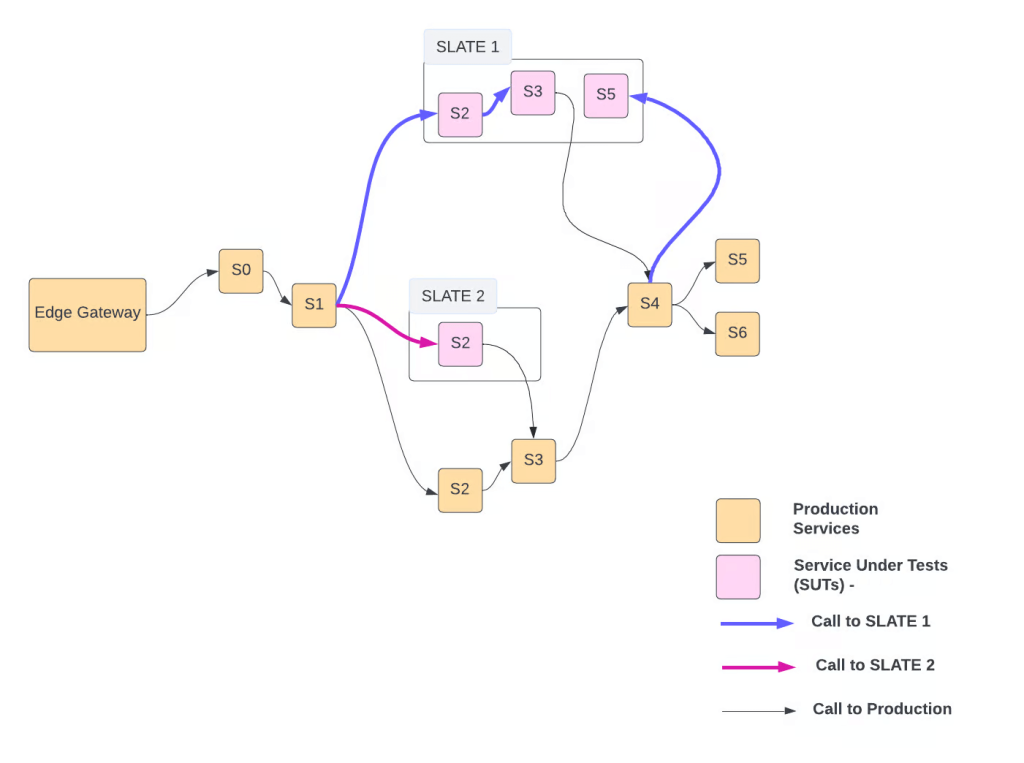 SLATE 1
S2
S3
S5
Edge Gateway
S0
S1
SLATE 2
S2
S4
S5
S6
S2
S3
Production
Services
Service Under Tests
(SUTs) -
Call to SLATE 1
Call to SLATE 2
Call to Production